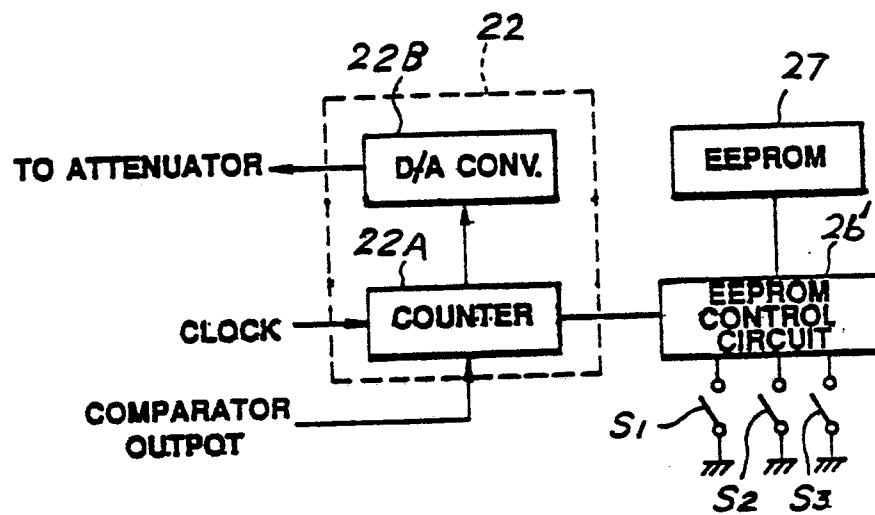 22
22B
27
TO ATTENUATOR
D/A CONV.
EEPROM
22A
26'
CLOCK
COUNTER
EEPROM
CONTROL
CIRCUIT
COMPARATOR
OUTPOT
S1
S2
S3